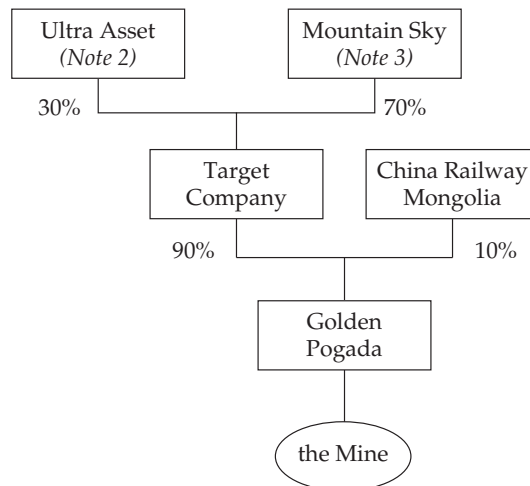 Ultra Asset
(Note 2)
Mountain Sky
(Note 3)
30%
70%
Target
Company
China Railway
Mongolia
90%
10%
Golden
Pogada
the Mine